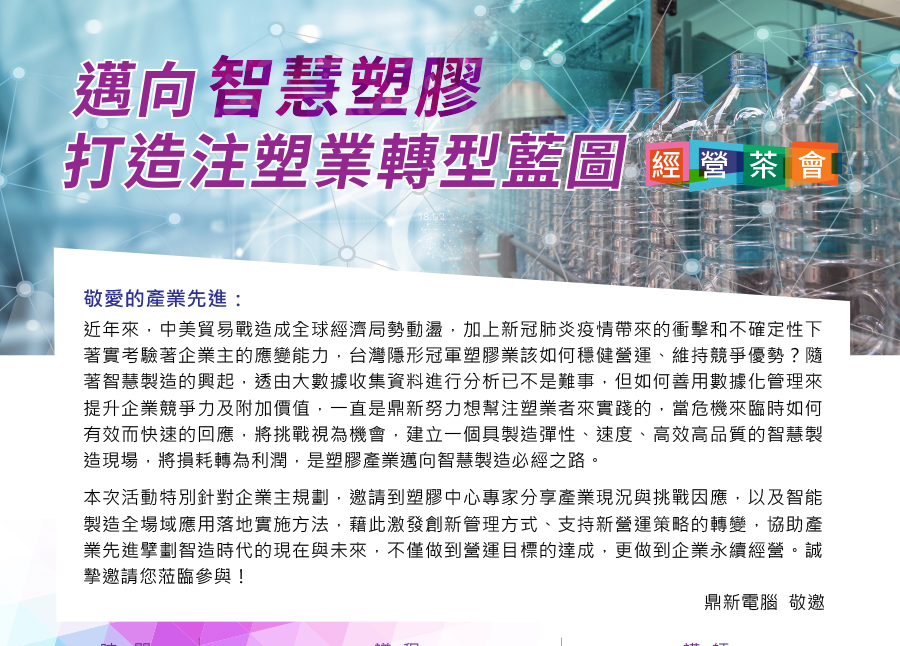 邁向智慧塑膠
打造注塑業轉型藍圖 經營茶會
敬愛的產業先進：
近年來，中美貿易戰造成全球經濟局勢動盪，加上新冠肺炎疫情帶來的衝擊和不確定性下
著實考驗著企業主的應變能力，台灣隱形冠軍塑膠業該如何穩健營運、維持競爭優勢？隨
著智慧製造的興起，透由大數據收集資料進行分析已不是難事，但如何善用數據化管理來
提升企業競爭力及附加價值，一直是鼎新努力想幫注塑業者來實踐的，當危機來臨時如何
有效而快速的回應，將挑戰視為機會，建立一個具製造彈性、速度、高效高品質的智慧製
造現場，將損耗轉為利潤，是塑膠產業邁向智慧製造必經之路。
本次活動特別針對企業主規劃，邀請到塑膠中心專家分享產業現況與挑戰因應，以及智能
製造全場域應用落地實施方法，藉此激發創新管理方式、支持新營運策略的轉變，協助產
業先進擘劃智造時代的現在與未來，不僅做到營運目標的達成，更做到企業永續經營。誠
摯邀請您蒞臨參與！
鼎新電腦 敬邀